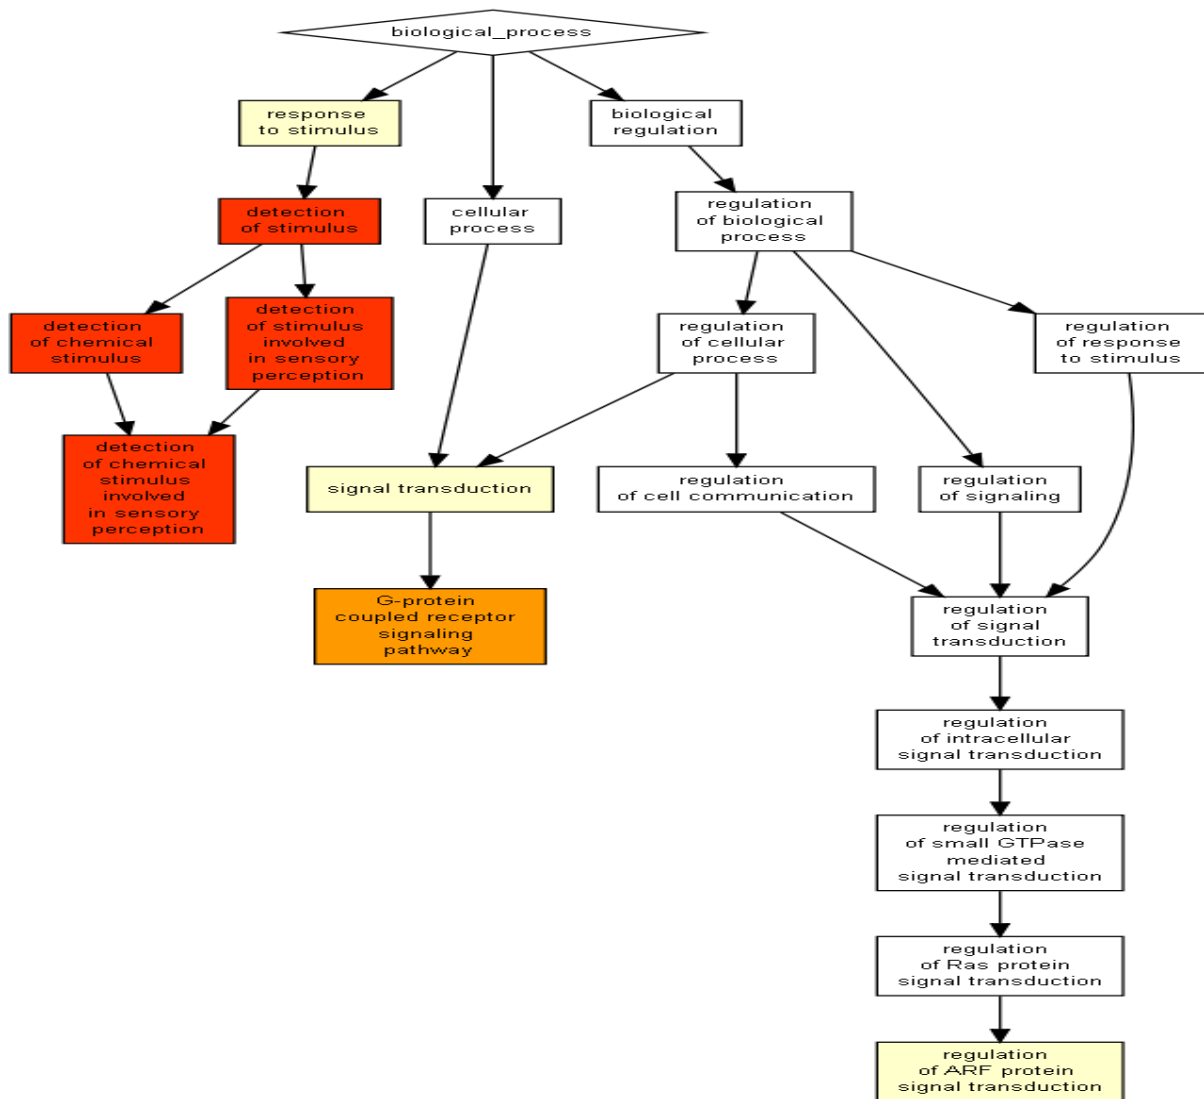 biological_process
response
to stimulus
biological
regulation
detection
of stimulus
cellular
process
regulation
of biological
process
detection
of chemical
stimulus
detection
of stimulus
involved
in sensory
perception
regulation
of cellular
process
regulation
of response
to stimulus
detection
of chemical
stimulus
involved
in sensory
perception
signal transduction
regulation
of cell communication
regulation
of signaling
G-protein
coupled receptor
signaling
pathway
regulation
of signal
transduction
regulation
of intracellular
signal transduction
regulation
of small GTPase
mediated
signal transduction
regulation
of Ras protein
signal transduction
regulation
of ARF protein
signal transduction